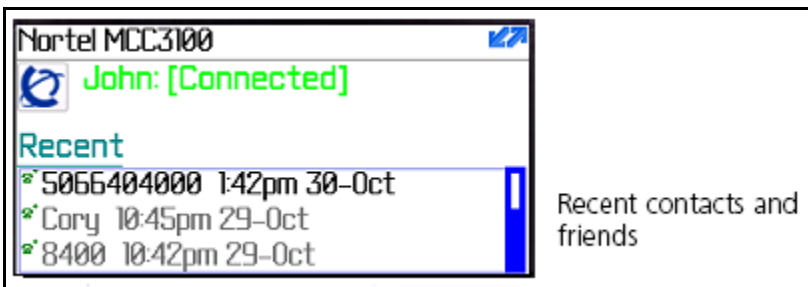 Nortel MCC3100
John: [Connected]
Recent
5066404000 1:42pm 30-Oct
Cory 10:45pm 29-Oct
8400 10:42pm 29-Oct
Recent contacts and
friends